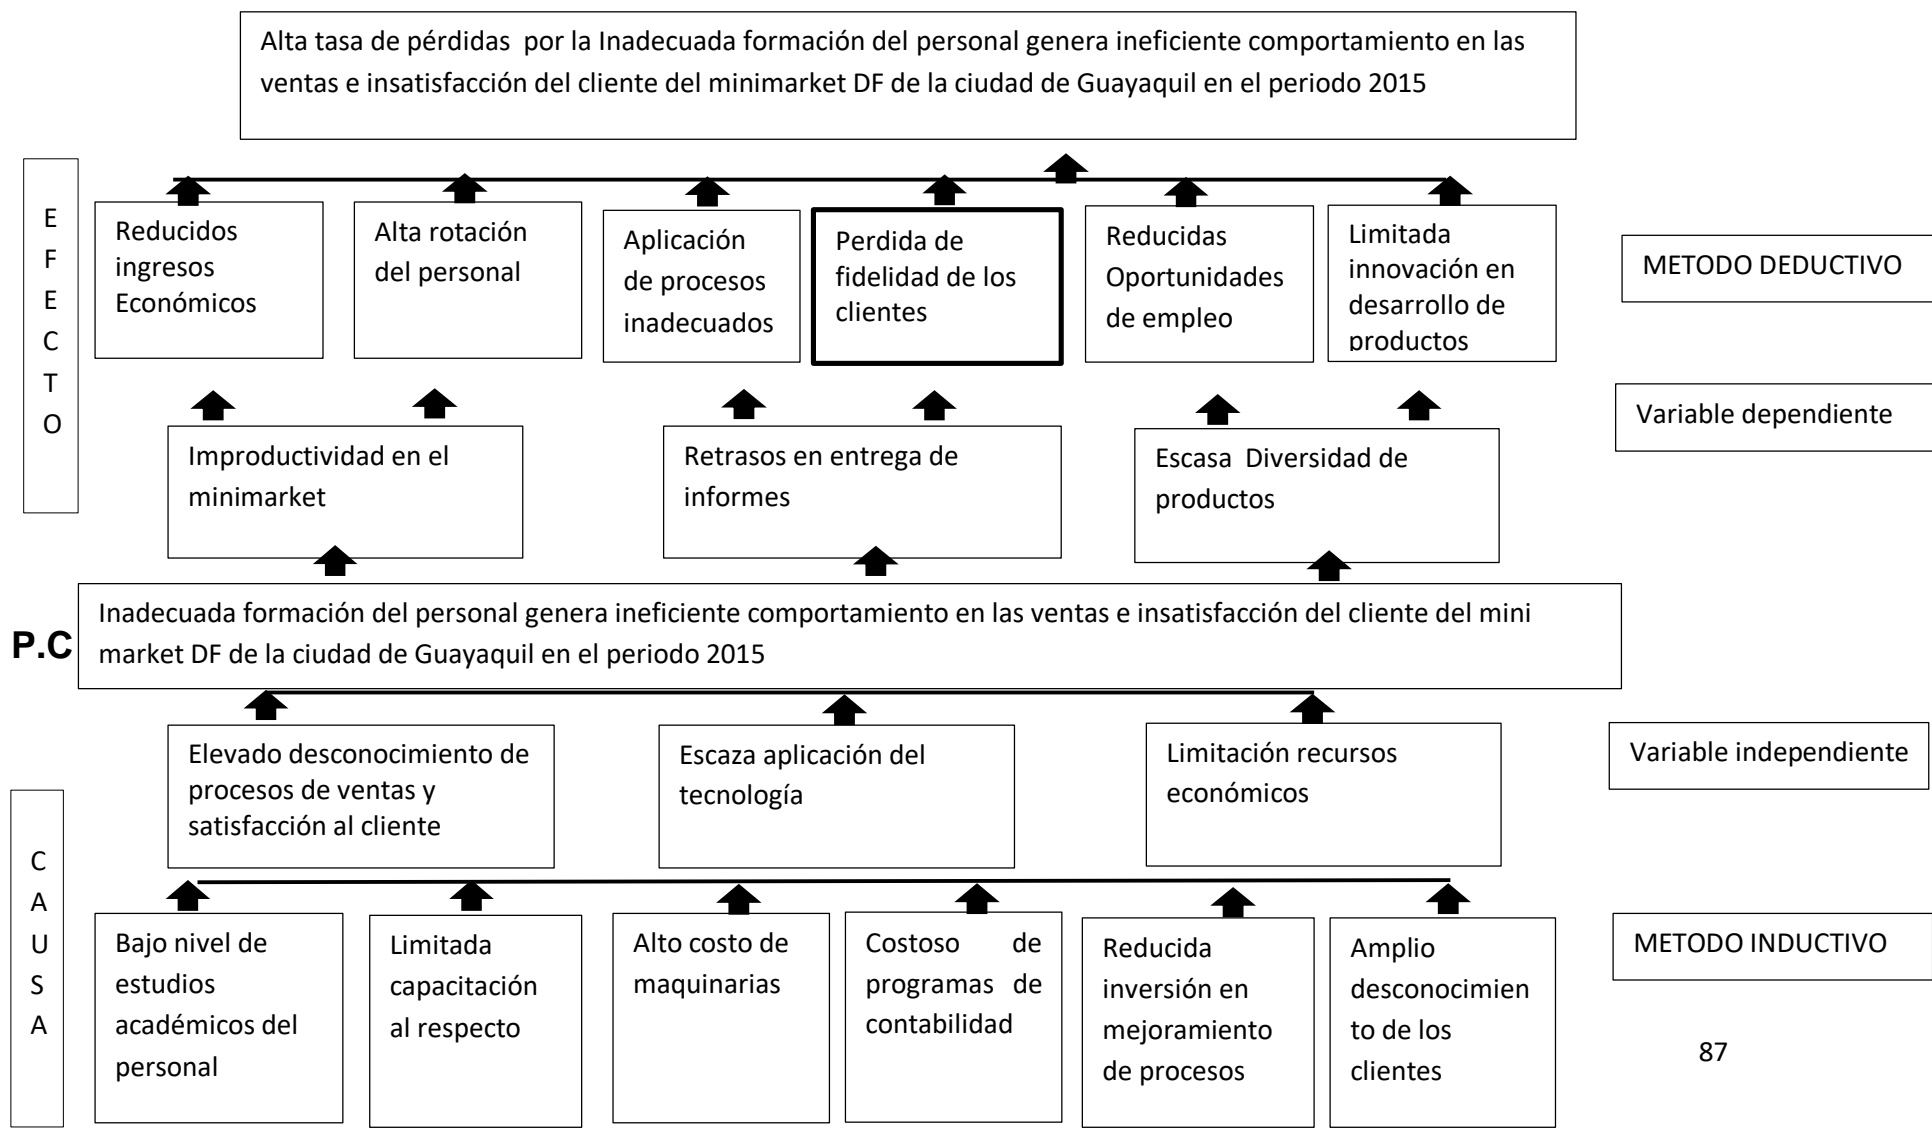 Alta tasa de pérdidas  por la Inadecuada formación del personal genera ineficiente comportamiento en las
ventas e insatisfacción del cliente del minimarket DF de la ciudad de Guayaquil en el periodo 2015
E
F
E
C
T
O
Reducidos
ingresos
Económicos
Alta rotación
del personal
Aplicación
de procesos
inadecuados
Perdida de
fidelidad de los
clientes
Reducidas
Oportunidades
de empleo
Limitada
innovación en
desarrollo de
productos
METODO DEDUCTIVO
Variable dependiente
Improductividad en el
minimarket
Retrasos en entrega de
informes
Escasa  Diversidad de
productos
P.C
Inadecuada formación del personal genera ineficiente comportamiento en las ventas e insatisfacción del cliente del mini
market DF de la ciudad de Guayaquil en el periodo 2015
Elevado desconocimiento de
procesos de ventas y
satisfacción al cliente
Escaza aplicación del
tecnología
Limitación recursos
económicos
Variable independiente
C
A
U
S
A
Bajo nivel de
estudios
académicos del
personal
Limitada
capacitación
al respecto
Alto costo de
maquinarias
Costoso de
programas de
contabilidad
Reducida
inversión en
mejoramiento
de procesos
Amplio
desconocimien
to de los
clientes
METODO INDUCTIVO
87